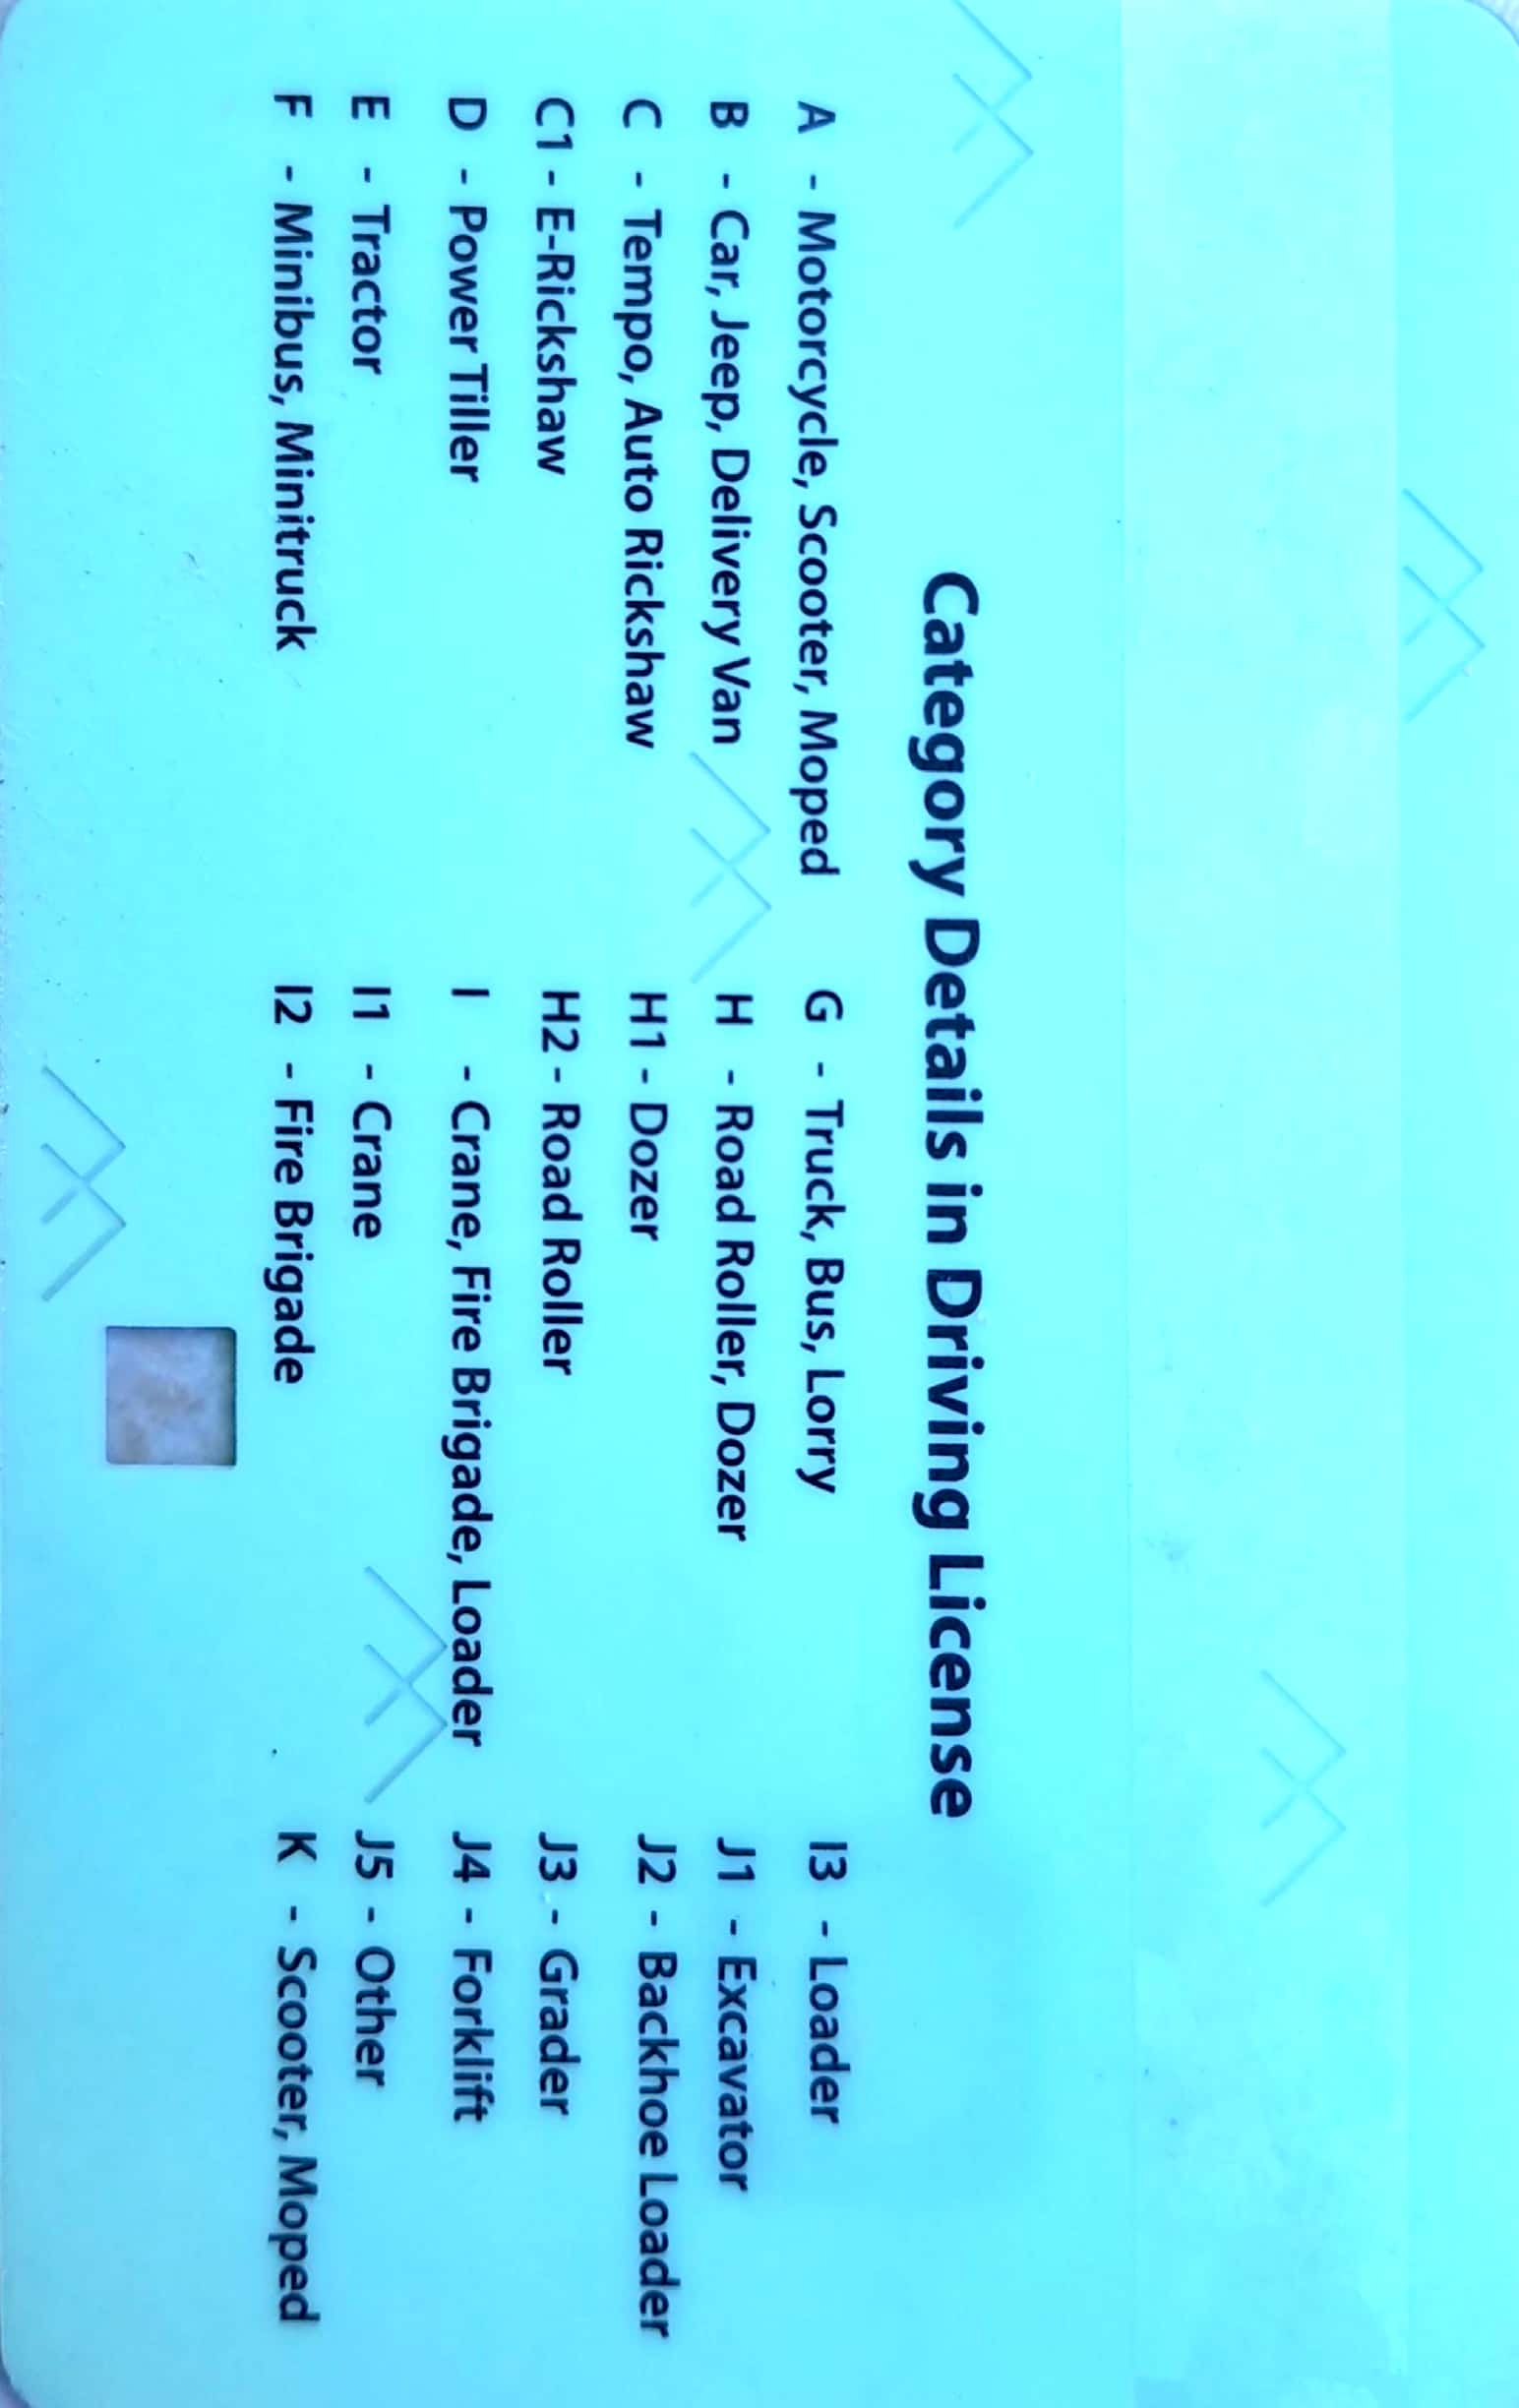 Category Details in Driving License
A - Motorcycle, Scooter, Moped
B - Car, Jeep, Delivery Van
C - Tempo, Auto Rickshaw
C1 - E-Rickshaw
D - Power Tiller
E - Tractor
F - Minibus, Minitruck
G - Truck, Bus, Lorry
H - Road Roller, Dozer
H1 - Dozer
H2 - Road Roller
I - Crane, Fire Brigade, Loader
I1 - Crane
I2 - Fire Brigade
I3 - Loader
J1 - Excavator
J2 - Backhoe Loader
J3 - Grader
J4 - Forklift
J5 - Other
K - Scooter, Moped